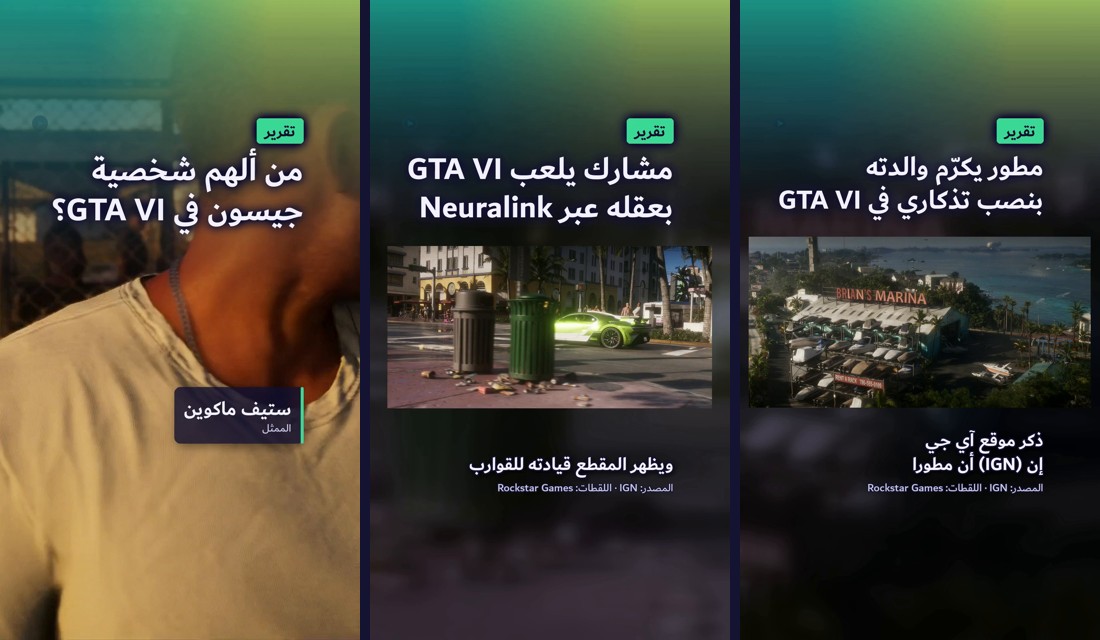 تقرير
من ألهم شخصية
جيسون في GTA VI؟
ستيف ماكوين
الممثل
تقرير
مشارك يلعب GTA VI
بعقله عبر Neuralink
ويظهر المقطع قيادته للقوارب
المصدر: IGN · اللقطات: Rockstar Games
تقرير
مطور يكرّم والدته
بنصب تذكاري في GTA VI
BRIAN'S MARINA
ذكر موقع آي جي
إن (IGN) أن مطورا
المصدر: IGN · اللقطات: Rockstar Games